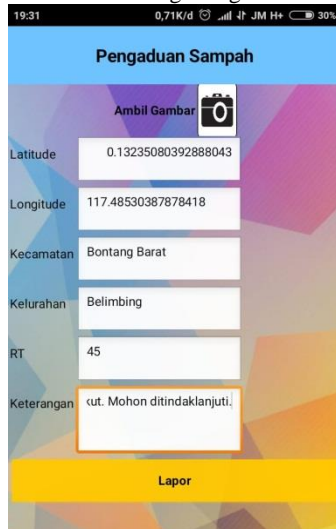 19:31 0,71K/d JM H+ 30%
Pengaduan Sampah
Ambil Gambar
Latitude 0.13235080392888043
Longitude 117.48530387878418
Kecamatan Bontang Barat
Kelurahan Belimbing
RT 45
Keterangan Mohon ditindaklanjuti.
Lapor